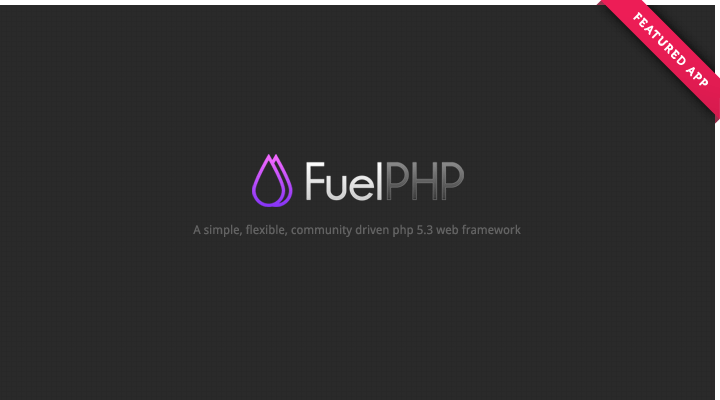 FEATURED APP
FuelPHP
A simple, flexible, community driven php 5.3 web framework